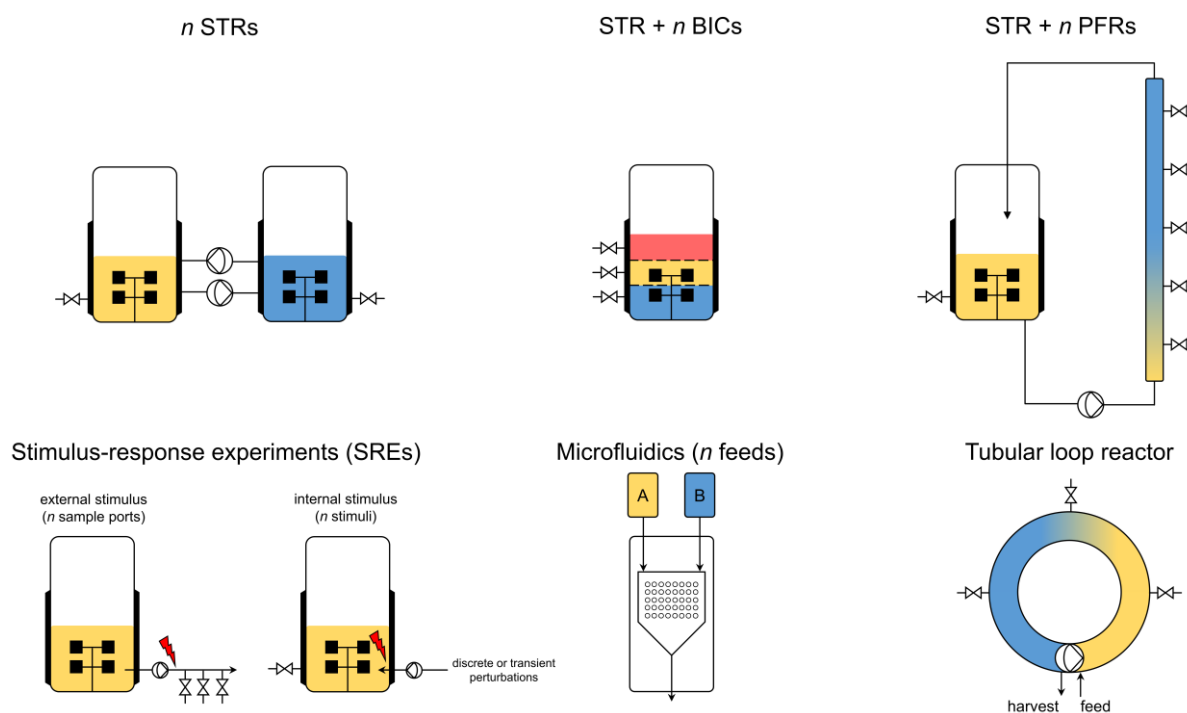 n STRs
STR + n BICs
STR + n PFRs
Stimulus-response experiments (SREs)
external stimulus
(n sample ports)
internal stimulus
(n stimuli)
discrete or transient
perturbations
Microfluidics (n feeds)
A
B
Tubular loop reactor
harvest
feed